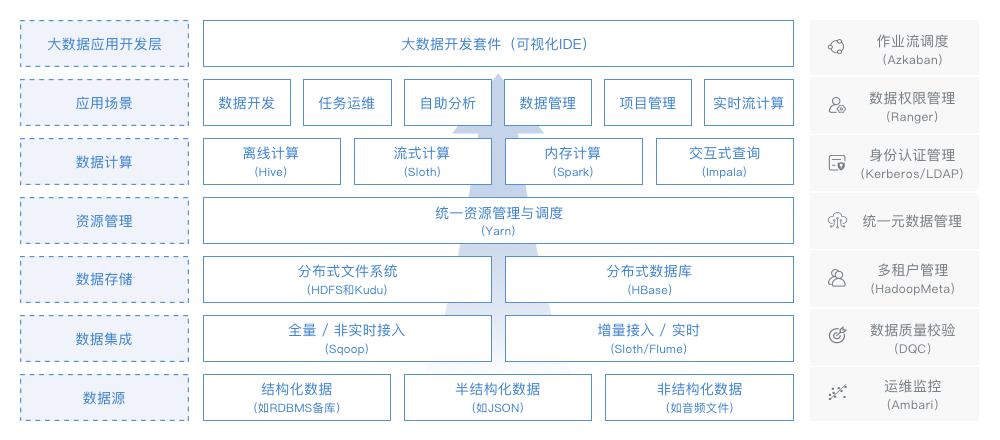 大数据应用开发层
大数据开发套件（可视化IDE）
应用场景
数据开发
任务运维
自助分析
数据管理
项目管理
实时流计算
数据计算
离线计算
(Hive)
流式计算
(Sloth)
内存计算
(Spark)
交互式查询
(Impala)
资源管理
统一资源管理与调度
(Yarn)
数据存储
分布式文件系统
(HDFS和Kudu)
分布式数据库
(HBase)
数据集成
全量 / 非实时接入
(Sqoop)
增量接入 / 实时
(Sloth/Flume)
数据源
结构化数据
(如RDBMS备库)
半结构化数据
(如JSON)
非结构化数据
(如音频文件)
作业流调度
(Azkaban)
数据权限管理
(Ranger)
身份认证管理
(Kerberos/LDAP)
统一元数据管理
多租户管理
(HadoopMeta)
数据质量校验
(DQC)
运维监控
(Ambari)